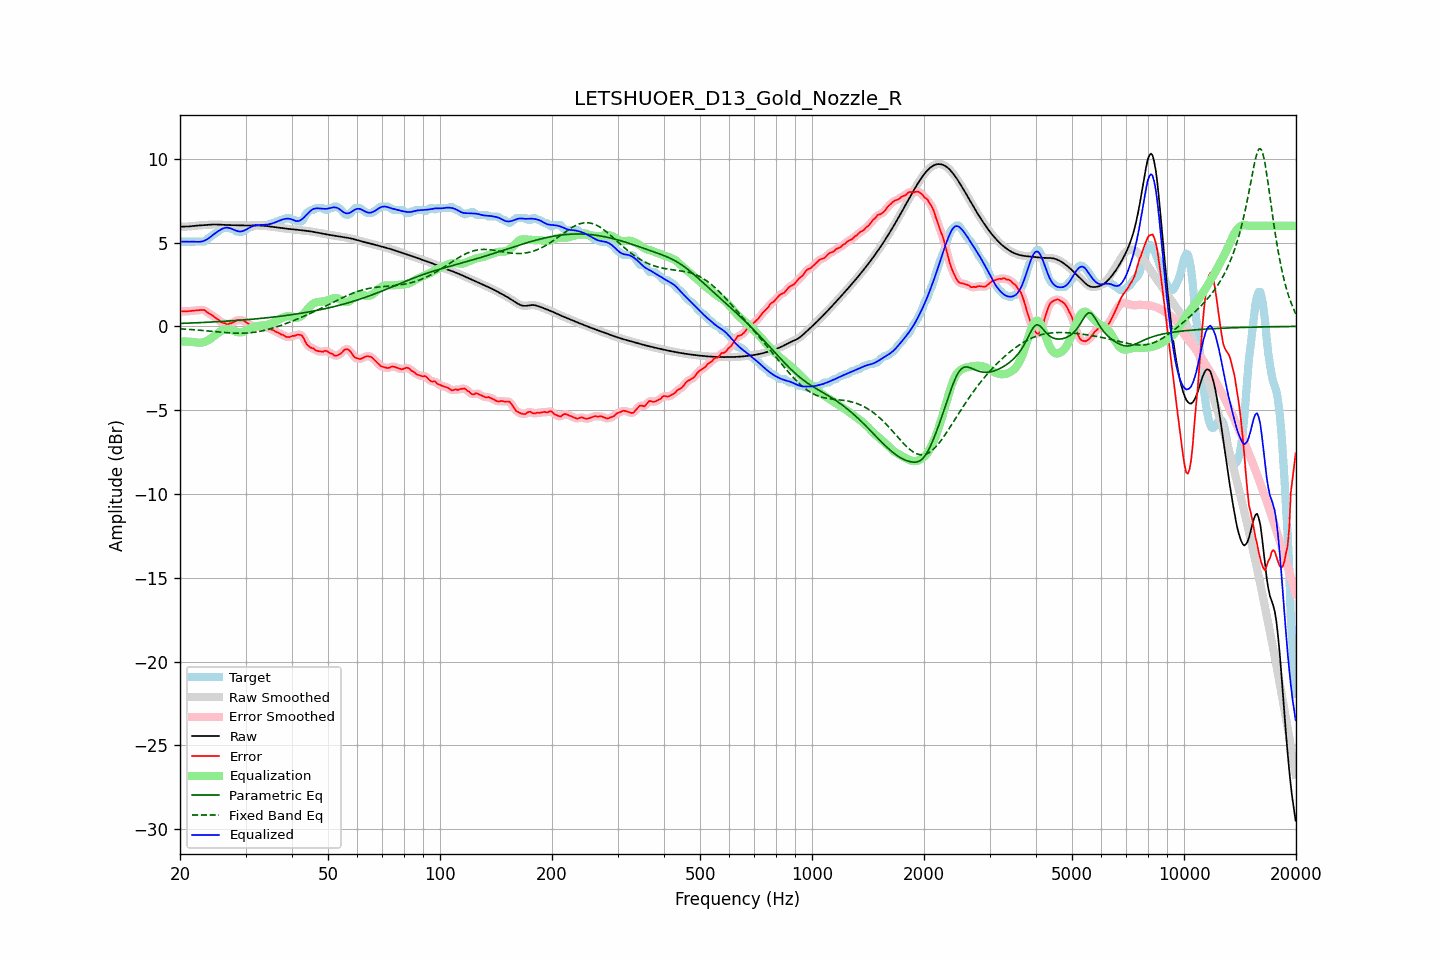 LETSHUOER_D13_Gold_Nozzle_R
10
5
0
−5
−10
−15
−20
−25
−30
Amplitude (dBr)
Target
Raw Smoothed
Error Smoothed
Raw
Error
Equalization
Parametric Eq
Fixed Band Eq
Equalized
20 50 100 200 500 1000 2000 5000 10000 20000
Frequency (Hz)